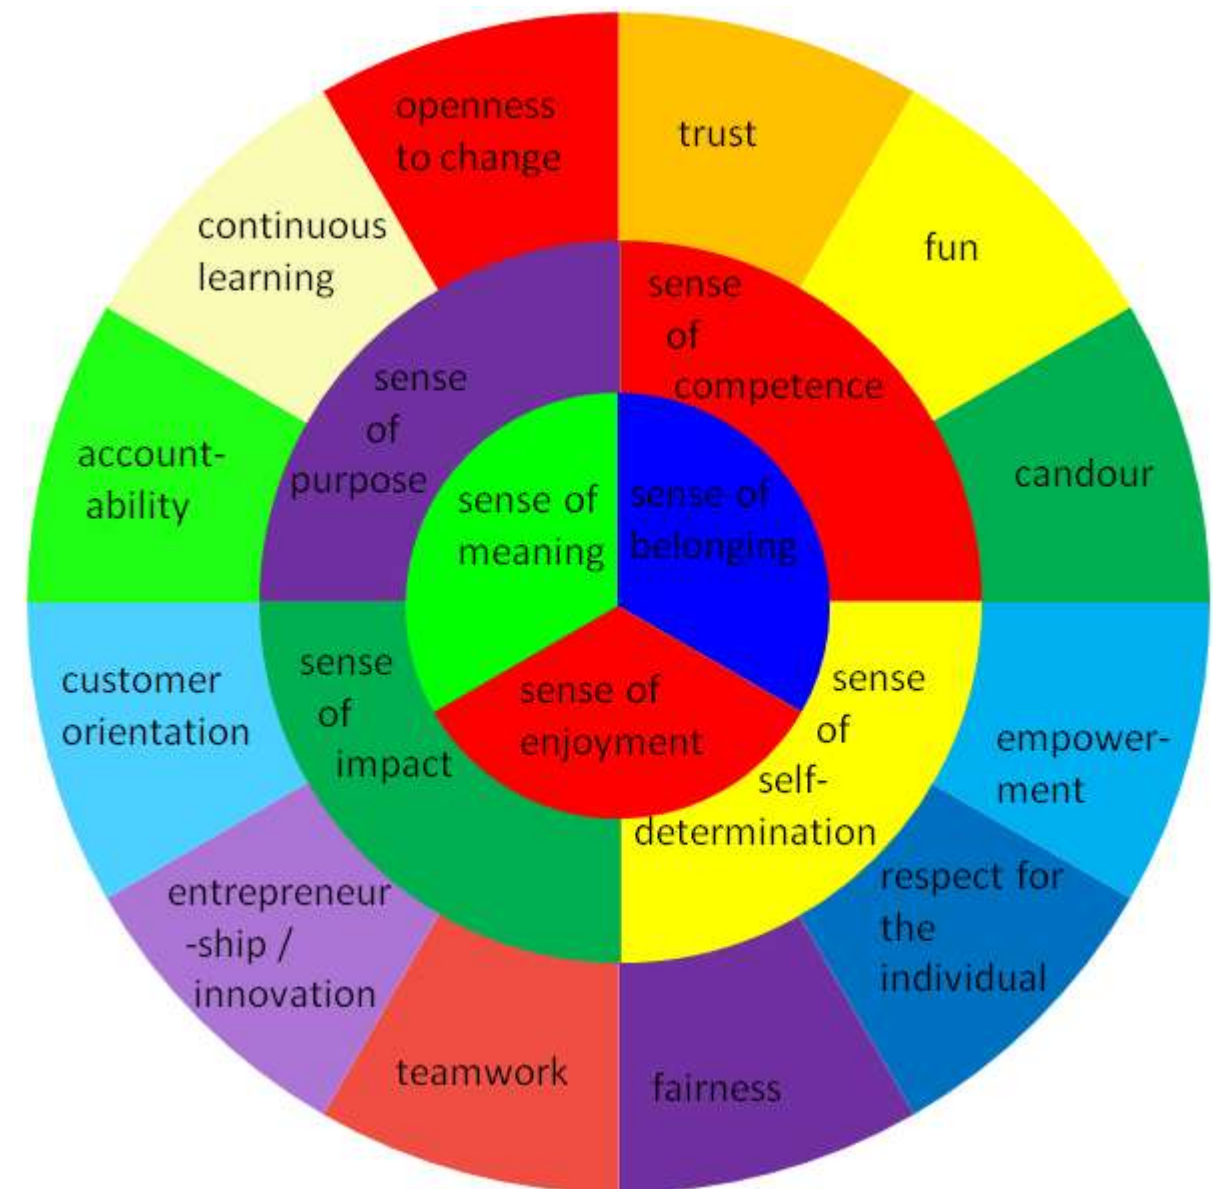 openness
to change
trust
fun
candour
empower-
ment
respect for
the
individual
fairness
teamwork
entrepreneur
-ship /
innovation
customer
orientation
account-
ability
continuous
learning
sense
of
purpose
sense
of
competence
sense
of
self-
determination
sense
of
impact
sense of
meaning
sense of
belonging
sense of
enjoyment